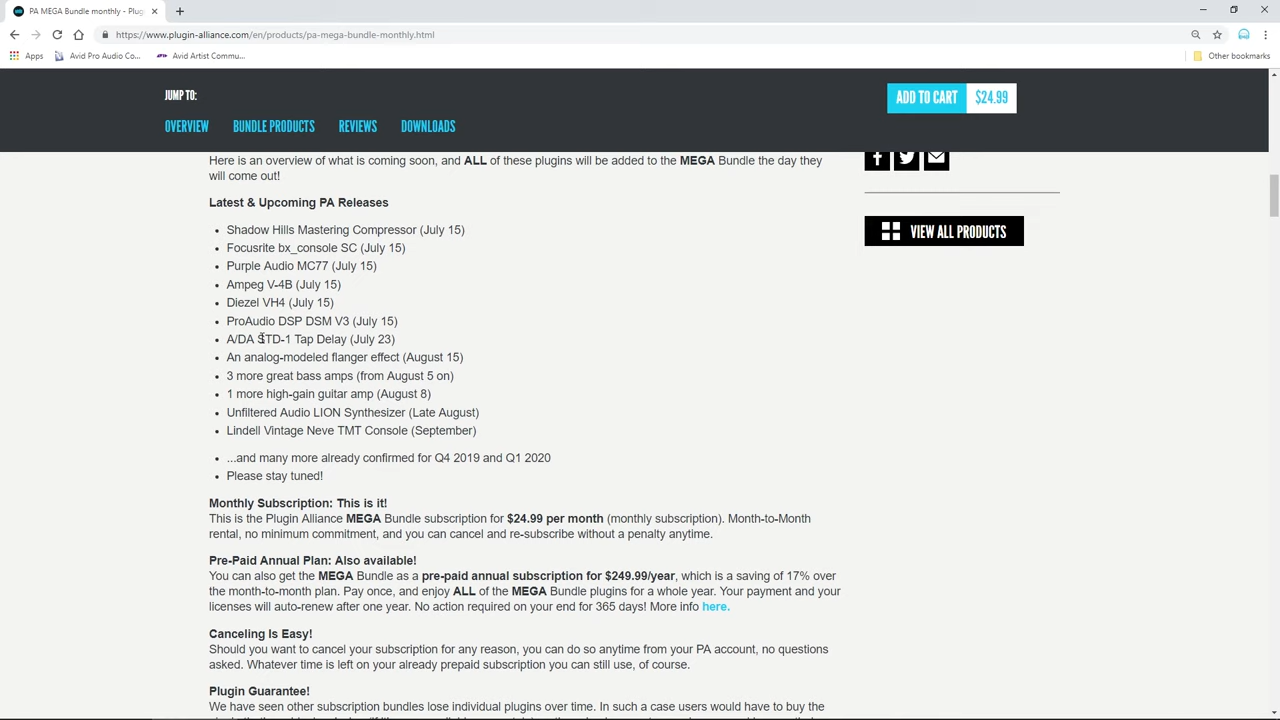 PA MEGA Bundle monthly - Plug
https://www.plugin-alliance.com/en/products/pa-mega-bundle-monthly.html
Apps Avid Pro Audio Co... Avid Artist Commu... Other bookmarks
JUMP TO:
ADD TO CART $24.99
OVERVIEW BUNDLE PRODUCTS REVIEWS DOWNLOADS
Here is an overview of what is coming soon, and ALL of these plugins will be added to the MEGA Bundle the day they
will come out!
Latest & Upcoming PA Releases
VIEW ALL PRODUCTS
• Shadow Hills Mastering Compressor (July 15)
• Focusrite bx_console SC (July 15)
• Purple Audio MC77 (July 15)
• Ampeg V-4B (July 15)
• Diezel VH4 (July 15)
• ProAudio DSP DSM V3 (July 15)
• A/DA STD-1 Tap Delay (July 23)
• An analog-modeled flanger effect (August 15)
• 3 more great bass amps (from August 5 on)
• 1 more high-gain guitar amp (August 8)
• Unfiltered Audio LION Synthesizer (Late August)
• Lindell Vintage Neve TMT Console (September)
• ...and many more already confirmed for Q4 2019 and Q1 2020
• Please stay tuned!
Monthly Subscription: This is it!
This is the Plugin Alliance MEGA Bundle subscription for $24.99 per month (monthly subscription). Month-to-Month
rental, no minimum commitment, and you can cancel and re-subscribe without a penalty anytime.
Pre-Paid Annual Plan: Also available!
You can also get the MEGA Bundle as a pre-paid annual subscription for $249.99/year, which is a saving of 17% over
the month-to-month plan. Pay once, and enjoy ALL of the MEGA Bundle plugins for a whole year. Your payment and your
licenses will auto-renew after one year. No action required on your end for 365 days! More info here.
Canceling Is Easy!
Should you want to cancel your subscription for any reason, you can do so anytime from your PA account, no questions
asked. Whatever time is left on your already prepaid subscription you can still use, of course.
Plugin Guarantee!
We have seen other subscription bundles lose individual plugins over time. In such a case users would have to buy the